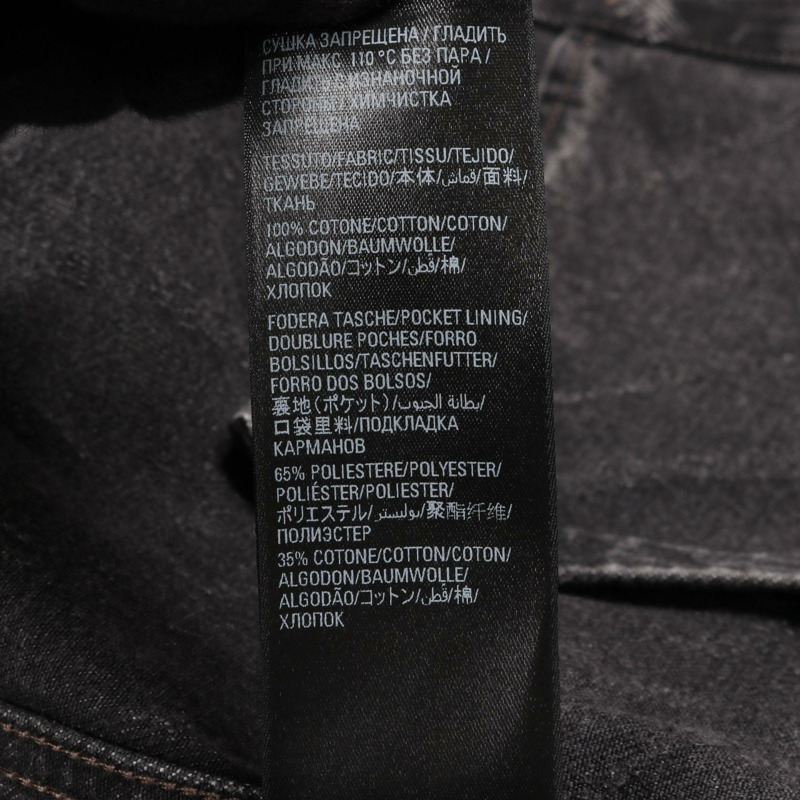 СУШКА ЗАПРЕЩЕНА / ГЛАДИТЬ
ПРИ МАКС 110 °C БЕЗ ПАРА /
ГЛАДИТЬ С ИЗНАНОЧНОЙ
СТОРОНЫ / ХИМЧИСТКА
ЗАПРЕЩЕНА
TESSUTO/FABRIC/TISSU/TEJIDO/
GEWEBE/TECIDO/本体/قماش/面料/
ТКАНЬ
100% COTONE/COTTON/COTON/
ALGODON/BAUMWOLLE/
ALGODÃO/コットン/قطن/棉/
ХЛОПОК
FODERA TASCHE/POCKET LINING/
DOUBLURE POCHES/FORRO
BOLSILLOS/TASCHENFUTTER/
FORRO DOS BOLSOS/
裏地(ポケット)/بطانة الجيوب/
口袋里料/ПОДКЛАДКА
КАРМАНОВ
65% POLIESTERE/POLYESTER/
POLIÉSTER/POLIESTER/
ポリエステル/بوليستر/聚酯纤维/
ПОЛИЭСТЕР
35% COTONE/COTTON/COTON/
ALGODON/BAUMWOLLE/
ALGODÃO/コットン/قطن/棉/
ХЛОПОК